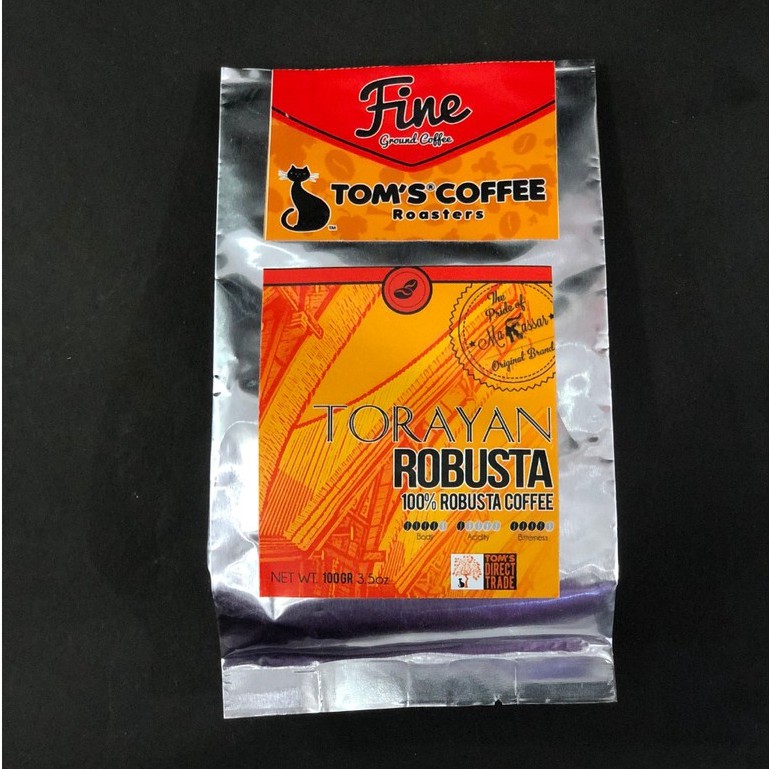 Fine
Ground Coffee
TOM'S® COFFEE
Roasters
TM
The
Pride of
Makassar
Original Brand
TORAYAN
ROBUSTA
100% ROBUSTA COFFEE
Body Acidity Bitterness
TOM'S
DIRECT
TRADE
NET WT. 100GR 3.5oz.